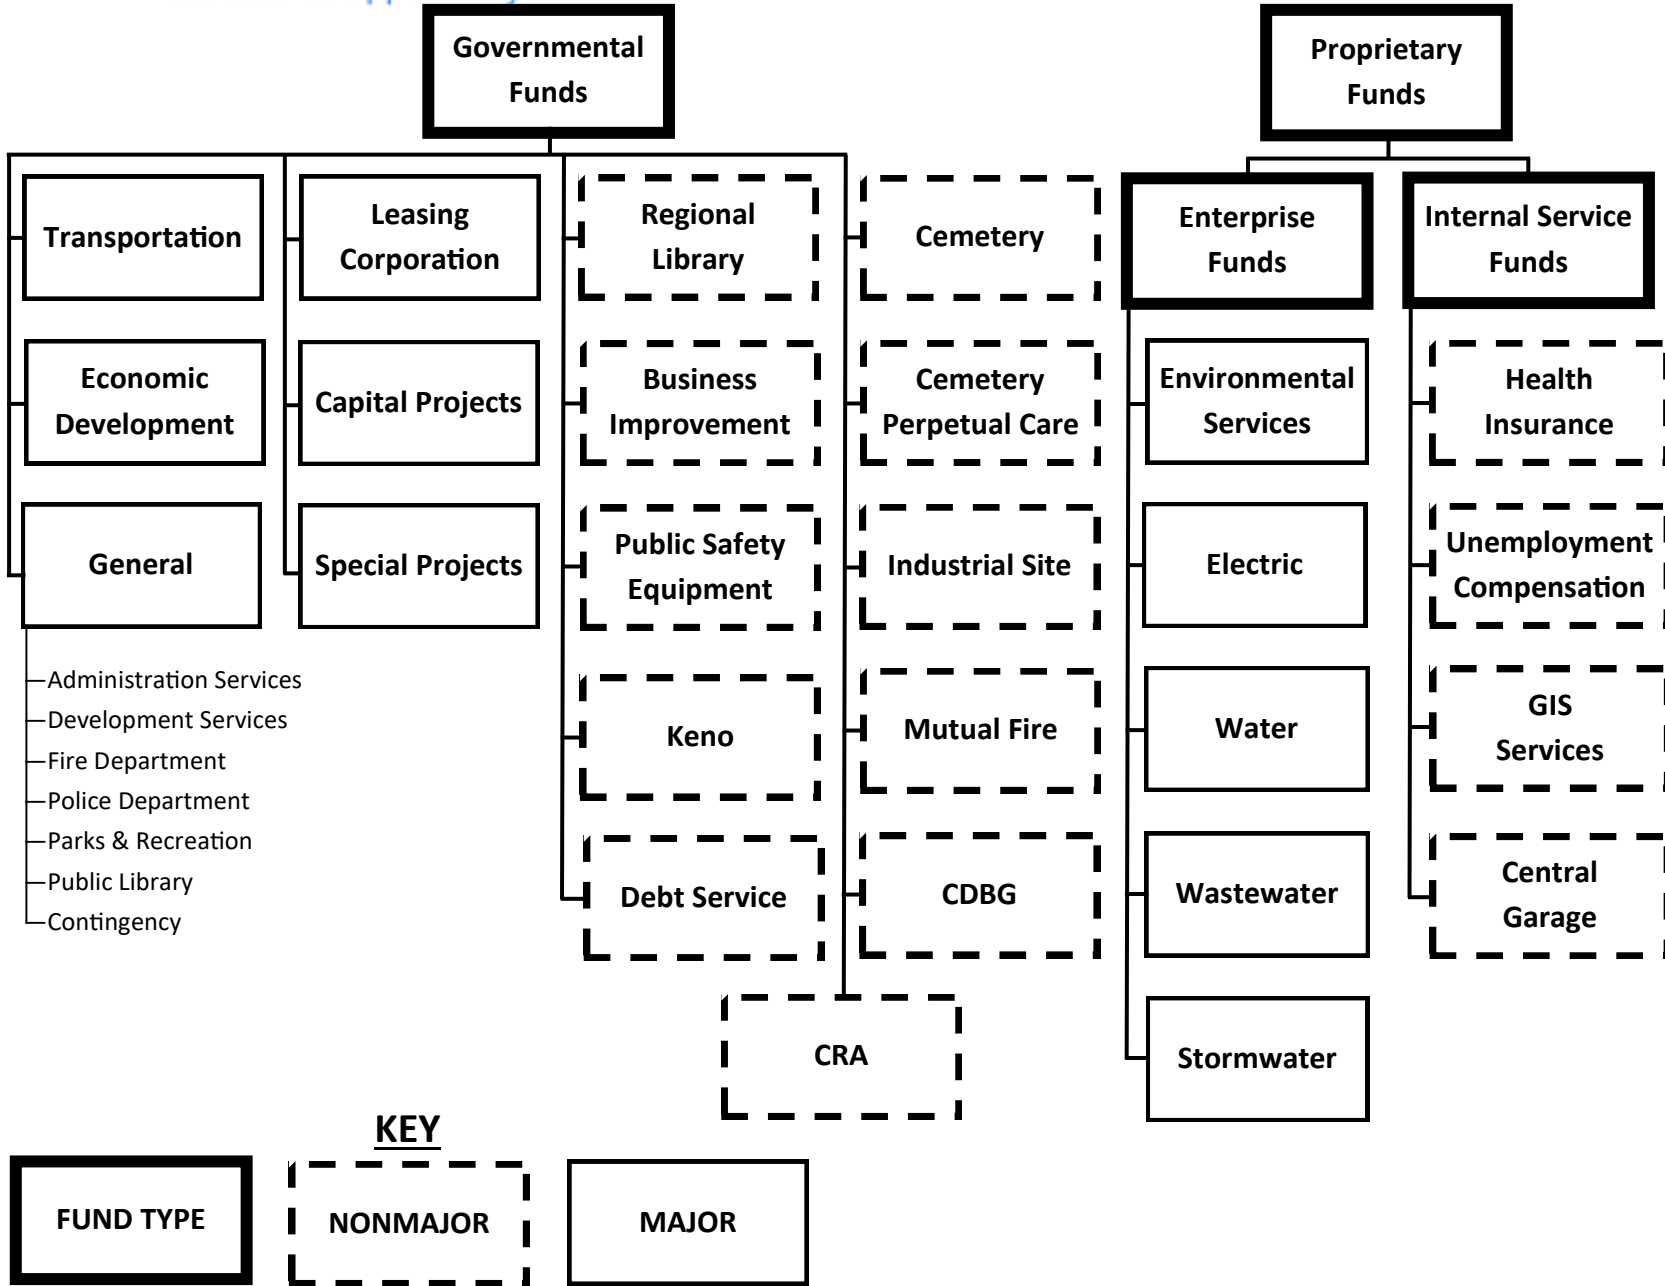 Governmental
Funds
Proprietary
Funds
Transportation
Leasing
Corporation
Regional
Library
Cemetery
Enterprise
Funds
Internal Service
Funds
Economic
Development
Capital Projects
Business
Improvement
Cemetery
Perpetual Care
Environmental
Services
Health
Insurance
General
Special Projects
Public Safety
Equipment
Industrial Site
Electric
Unemployment
Compensation
Administration Services
Development Services
Fire Department
Police Department
Parks & Recreation
Public Library
Contingency
Keno
Mutual Fire
Water
GIS
Services
Debt Service
CDBG
Wastewater
Central
Garage
CRA
Stormwater
KEY
FUND TYPE
NONMAJOR
MAJOR